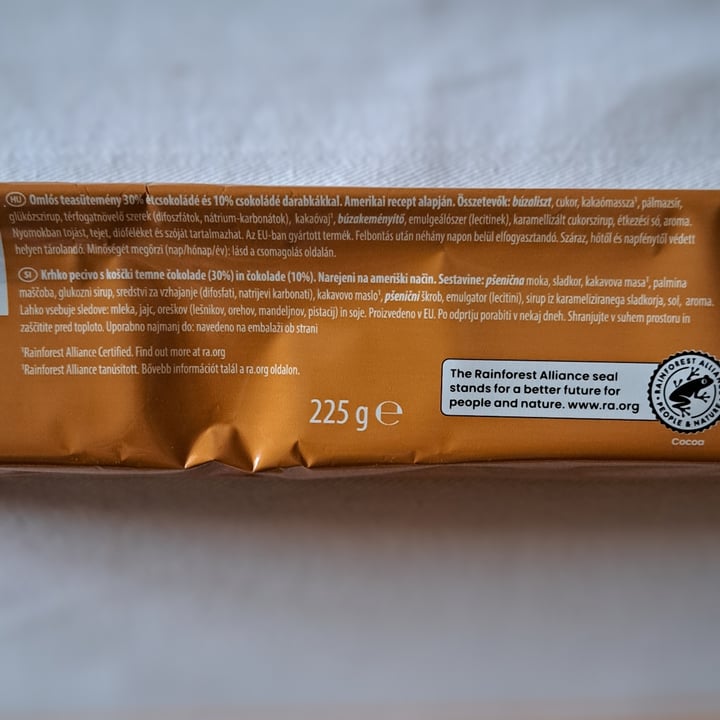 HU Omlós teasütemény 30% étcsokoládé és 10% csokoládé darabkákkal. Amerikai recept alapján. Összetevők: búzaliszt, cukor, kakaómassza¹, pálmazsír,
glükózszirup, térfogatnövelő szerek (difoszfátok, nátrium-karbonátok), kakaóvaj¹, búzakeményítő, emulgeálószer (lecitinek), karamellizált cukorszirup, étkezési só, aroma.
Nyomokban tojást, tejet, dióféléket és szóját tartalmazhat. Az EU-ban gyártott termék. Felbontás után néhány napon belül elfogyasztandó. Száraz, hőtől és napfénytől védett
helyen tárolandó. Minőségét megőrzi (nap/hónap/év): lásd a csomagolás oldalán.
SI Krhko pecivo s koščki temne čokolade (30%) in čokolade (10%). Narejeni na ameriški način. Sestavine: pšenična moka, sladkor, kakavova masa¹, palmina
maščoba, glukozni sirup, sredstvi za vzhajanje (difosfati, natrijevi karbonati), kakavovo maslo¹, pšenični škrob, emulgator (lecitini), sirup iz karameliziranega sladkorja, sol, aroma.
Lahko vsebuje sledove: mleka, jajc, oreškov (lešnikov, orehov, mandeljnov, pistacij) in soje. Proizvedeno v EU. Po odprtju porabiti v nekaj dneh. Shranjujte v suhem prostoru in
zaščitite pred toploto. Uporabno najmanj do: navedeno na embalaži ob strani
¹Rainforest Alliance Certified. Find out more at ra.org
¹Rainforest Alliance tanúsított. Bővebb információt talál a ra.org oldalon.
225 g ℮
The Rainforest Alliance seal
stands for a better future for
people and nature. www.ra.org
RAINFOREST ALLIANCE
PEOPLE & NATURE
Cocoa